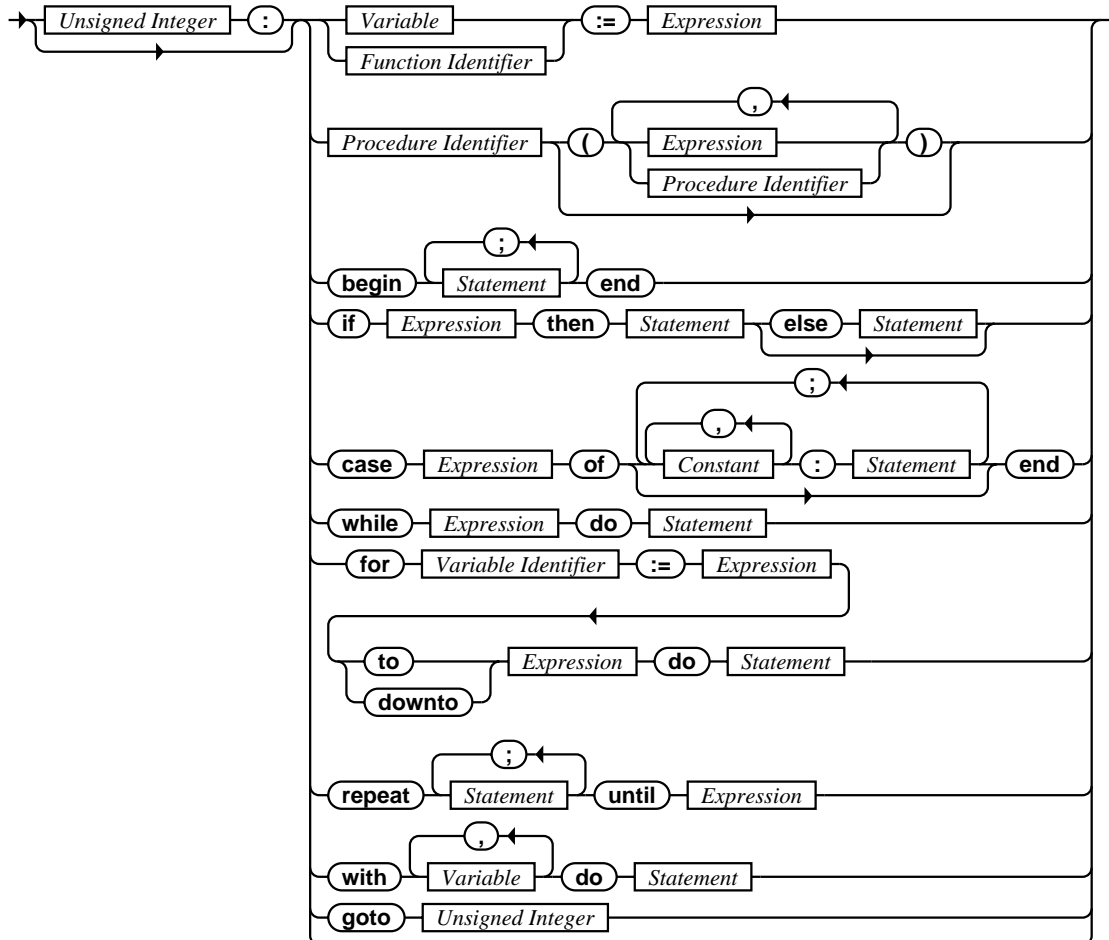 Unsigned Integer : Variable := Expression
Function Identifier
,
Procedure Identifier ( Expression )
Procedure Identifier
;
begin Statement end
if Expression then Statement else Statement
;
,
case Expression of Constant : Statement end
while Expression do Statement
for Variable Identifier := Expression
to Expression do Statement
downto
;
repeat Statement until Expression
,
with Variable do Statement
goto Unsigned Integer